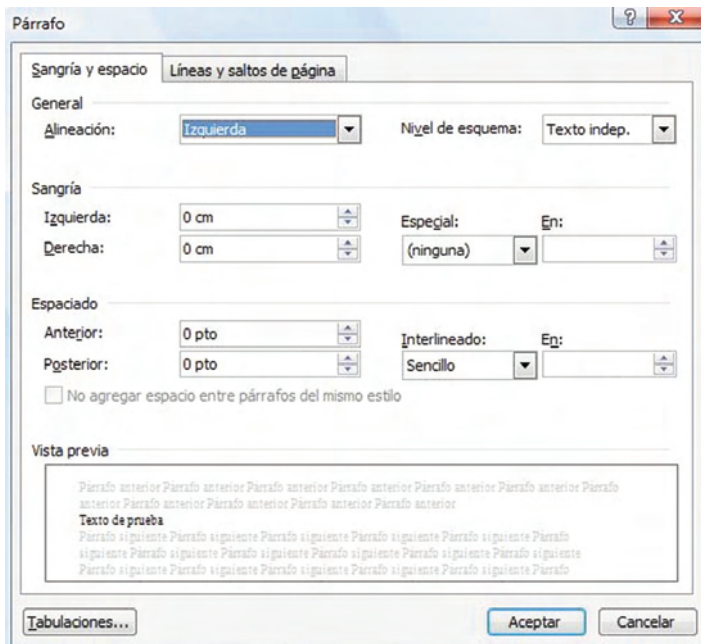 Párrafo
Sangría y espacio Líneas y saltos de página
General
Alineación: Izquierda Nivel de esquema: Texto indep.
Sangría
Izquierda: 0 cm Especial: En:
Derecha: 0 cm (ninguna)
Espaciado
Anterior: 0 pto Interlineado: En:
Posterior: 0 pto Sencillo
No agregar espacio entre párrafos del mismo estilo
Vista previa
Párrafo anterior Párrafo anterior Párrafo anterior Párrafo anterior Párrafo anterior Párrafo anterior Párrafo
anterior Párrafo anterior Párrafo anterior Párrafo anterior Párrafo anterior
Texto de prueba
Párrafo siguiente Párrafo siguiente Párrafo siguiente Párrafo siguiente Párrafo siguiente Párrafo
siguiente Párrafo siguiente Párrafo siguiente Párrafo siguiente Párrafo siguiente Párrafo siguiente
Párrafo siguiente Párrafo siguiente Párrafo siguiente Párrafo siguiente Párrafo siguiente Párrafo
Tabulaciones... Aceptar Cancelar